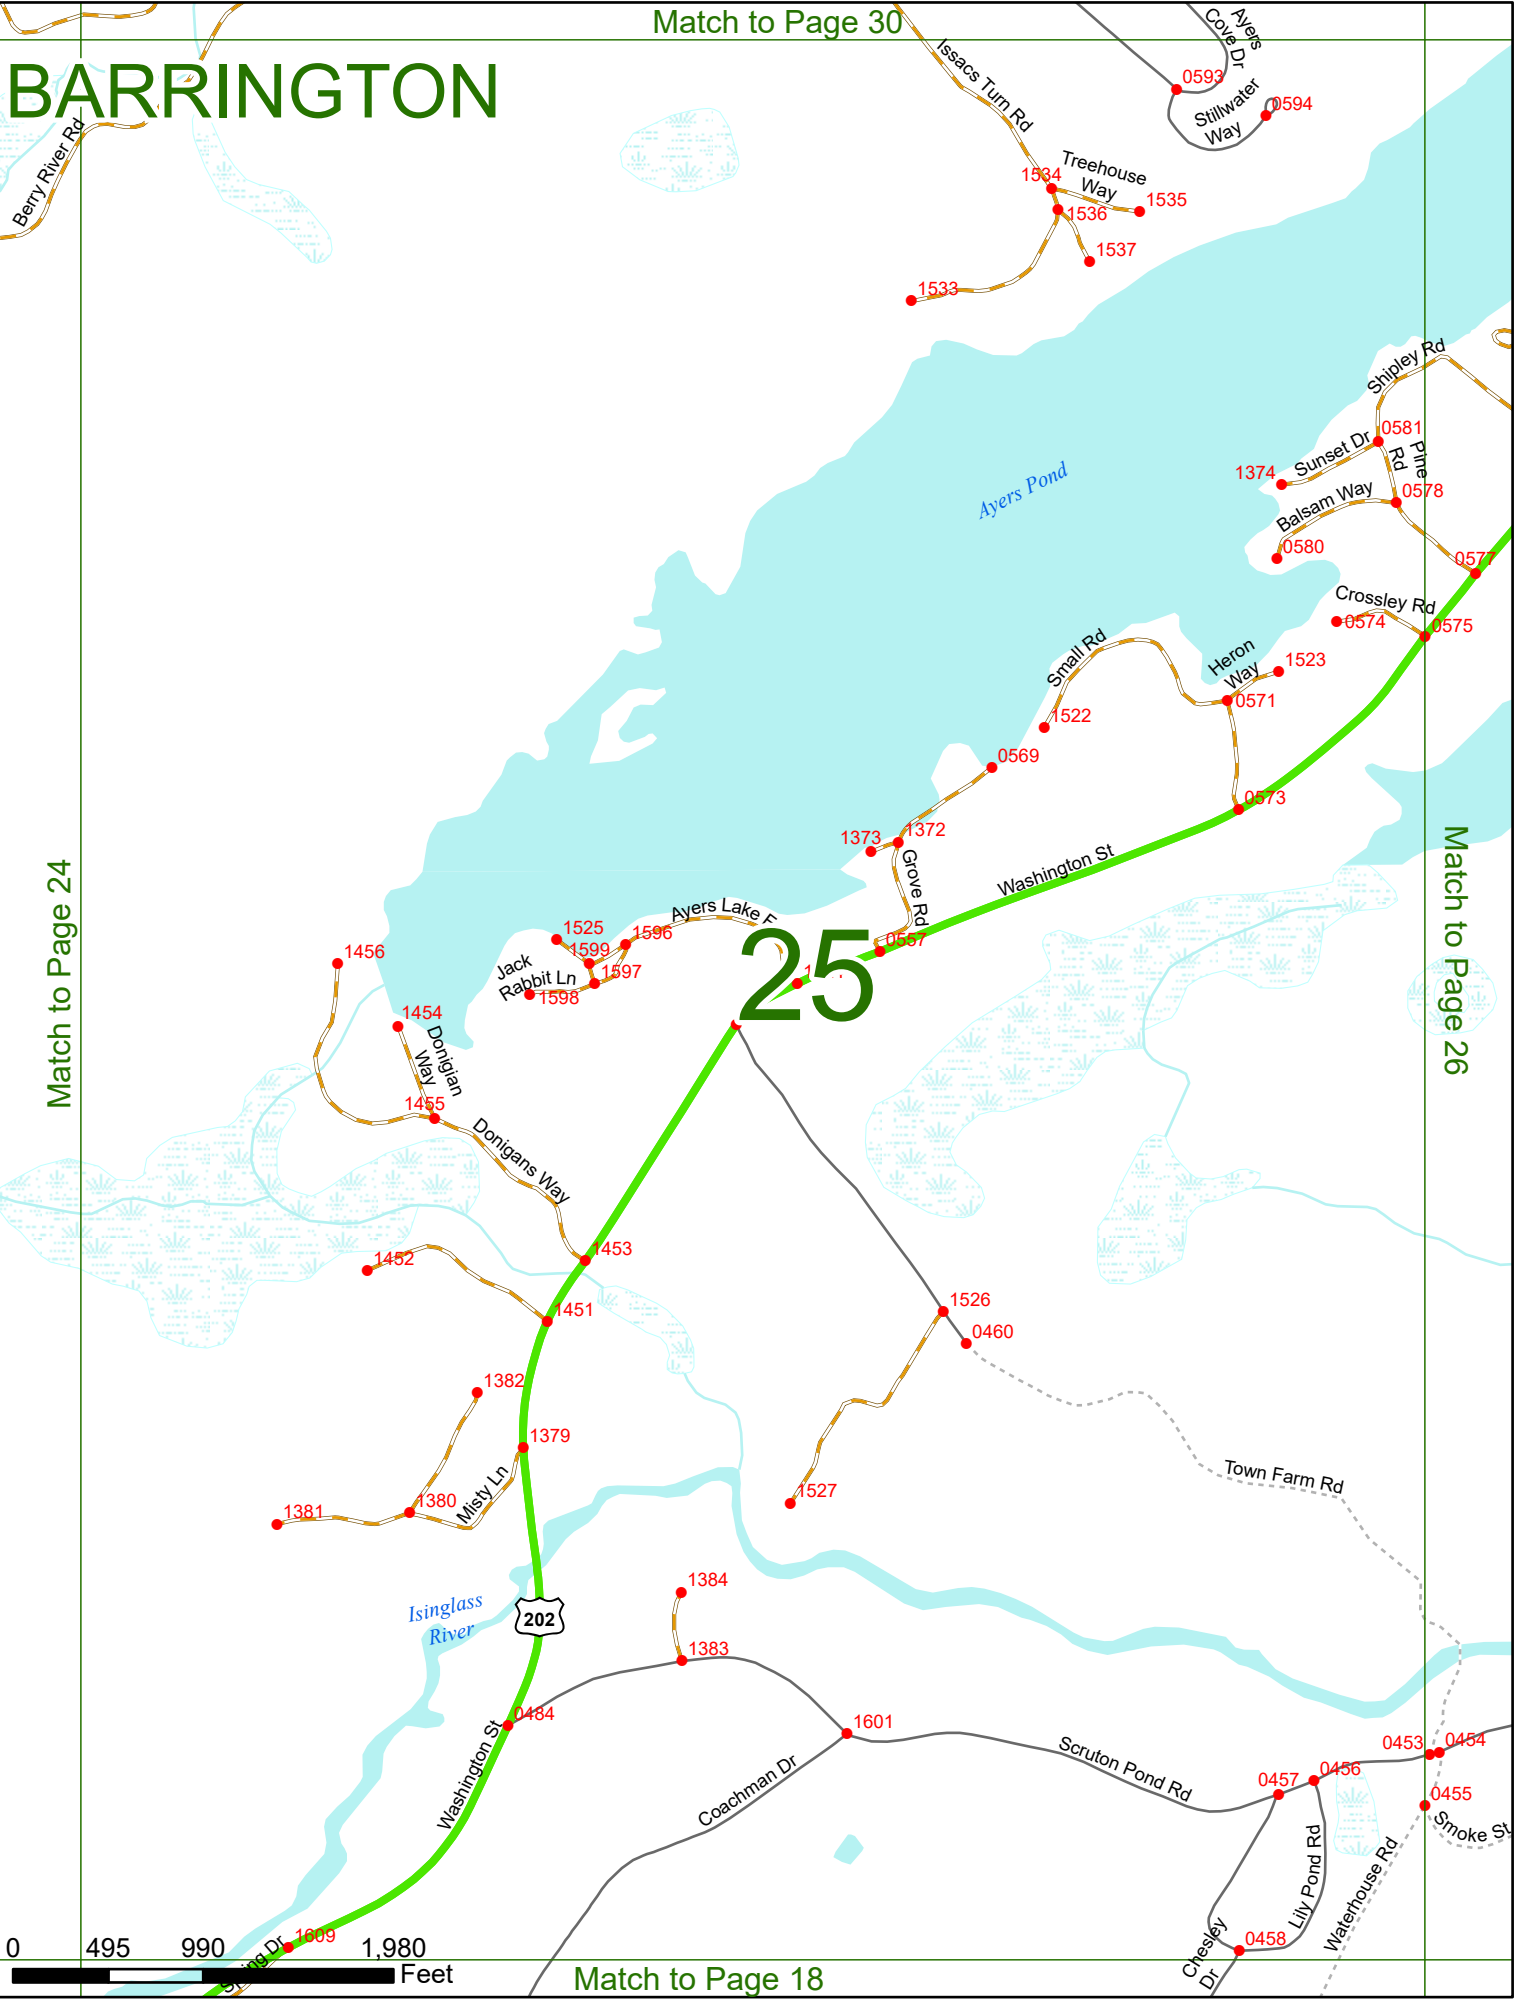 Match to Page 30
BARRINGTON
Ayers
Cove Dr
0593
Stillwater
Way
0594
Issacs Turn Rd
Berry River Rd
Treehouse
Way
1534
1535
1536
1537
1533
Shipley Rd
0581
Pine
Rd
Sunset Dr
1374
0578
Balsam Way
0580
0577
Ayers Pond
Crossley Rd
0574
0575
Small Rd
Heron
Way
1523
0571
1522
0569
0573
1373
1372
Grove Rd
Washington St
Match to Page 24
Match to Page 26
Ayers Lake
1525
1596
1599
1597
Jack
Rabbit Ln
1598
0557
25
1456
1454
Donigian
Way
1455
Donigans Way
1453
1452
1451
1526
0460
1382
1379
Misty Ln
1380
1381
1527
Town Farm Rd
Isinglass
River
202
1384
1383
0484
Washington St
1601
Coachman Dr
Scruton Pond Rd
0453
0454
0457
0456
0455
Smoke St
Lily Pond Rd
Waterhouse Rd
Chesley
Dr
0458
1609
Spring Dr
0 495 990 1,980
Feet
Match to Page 18